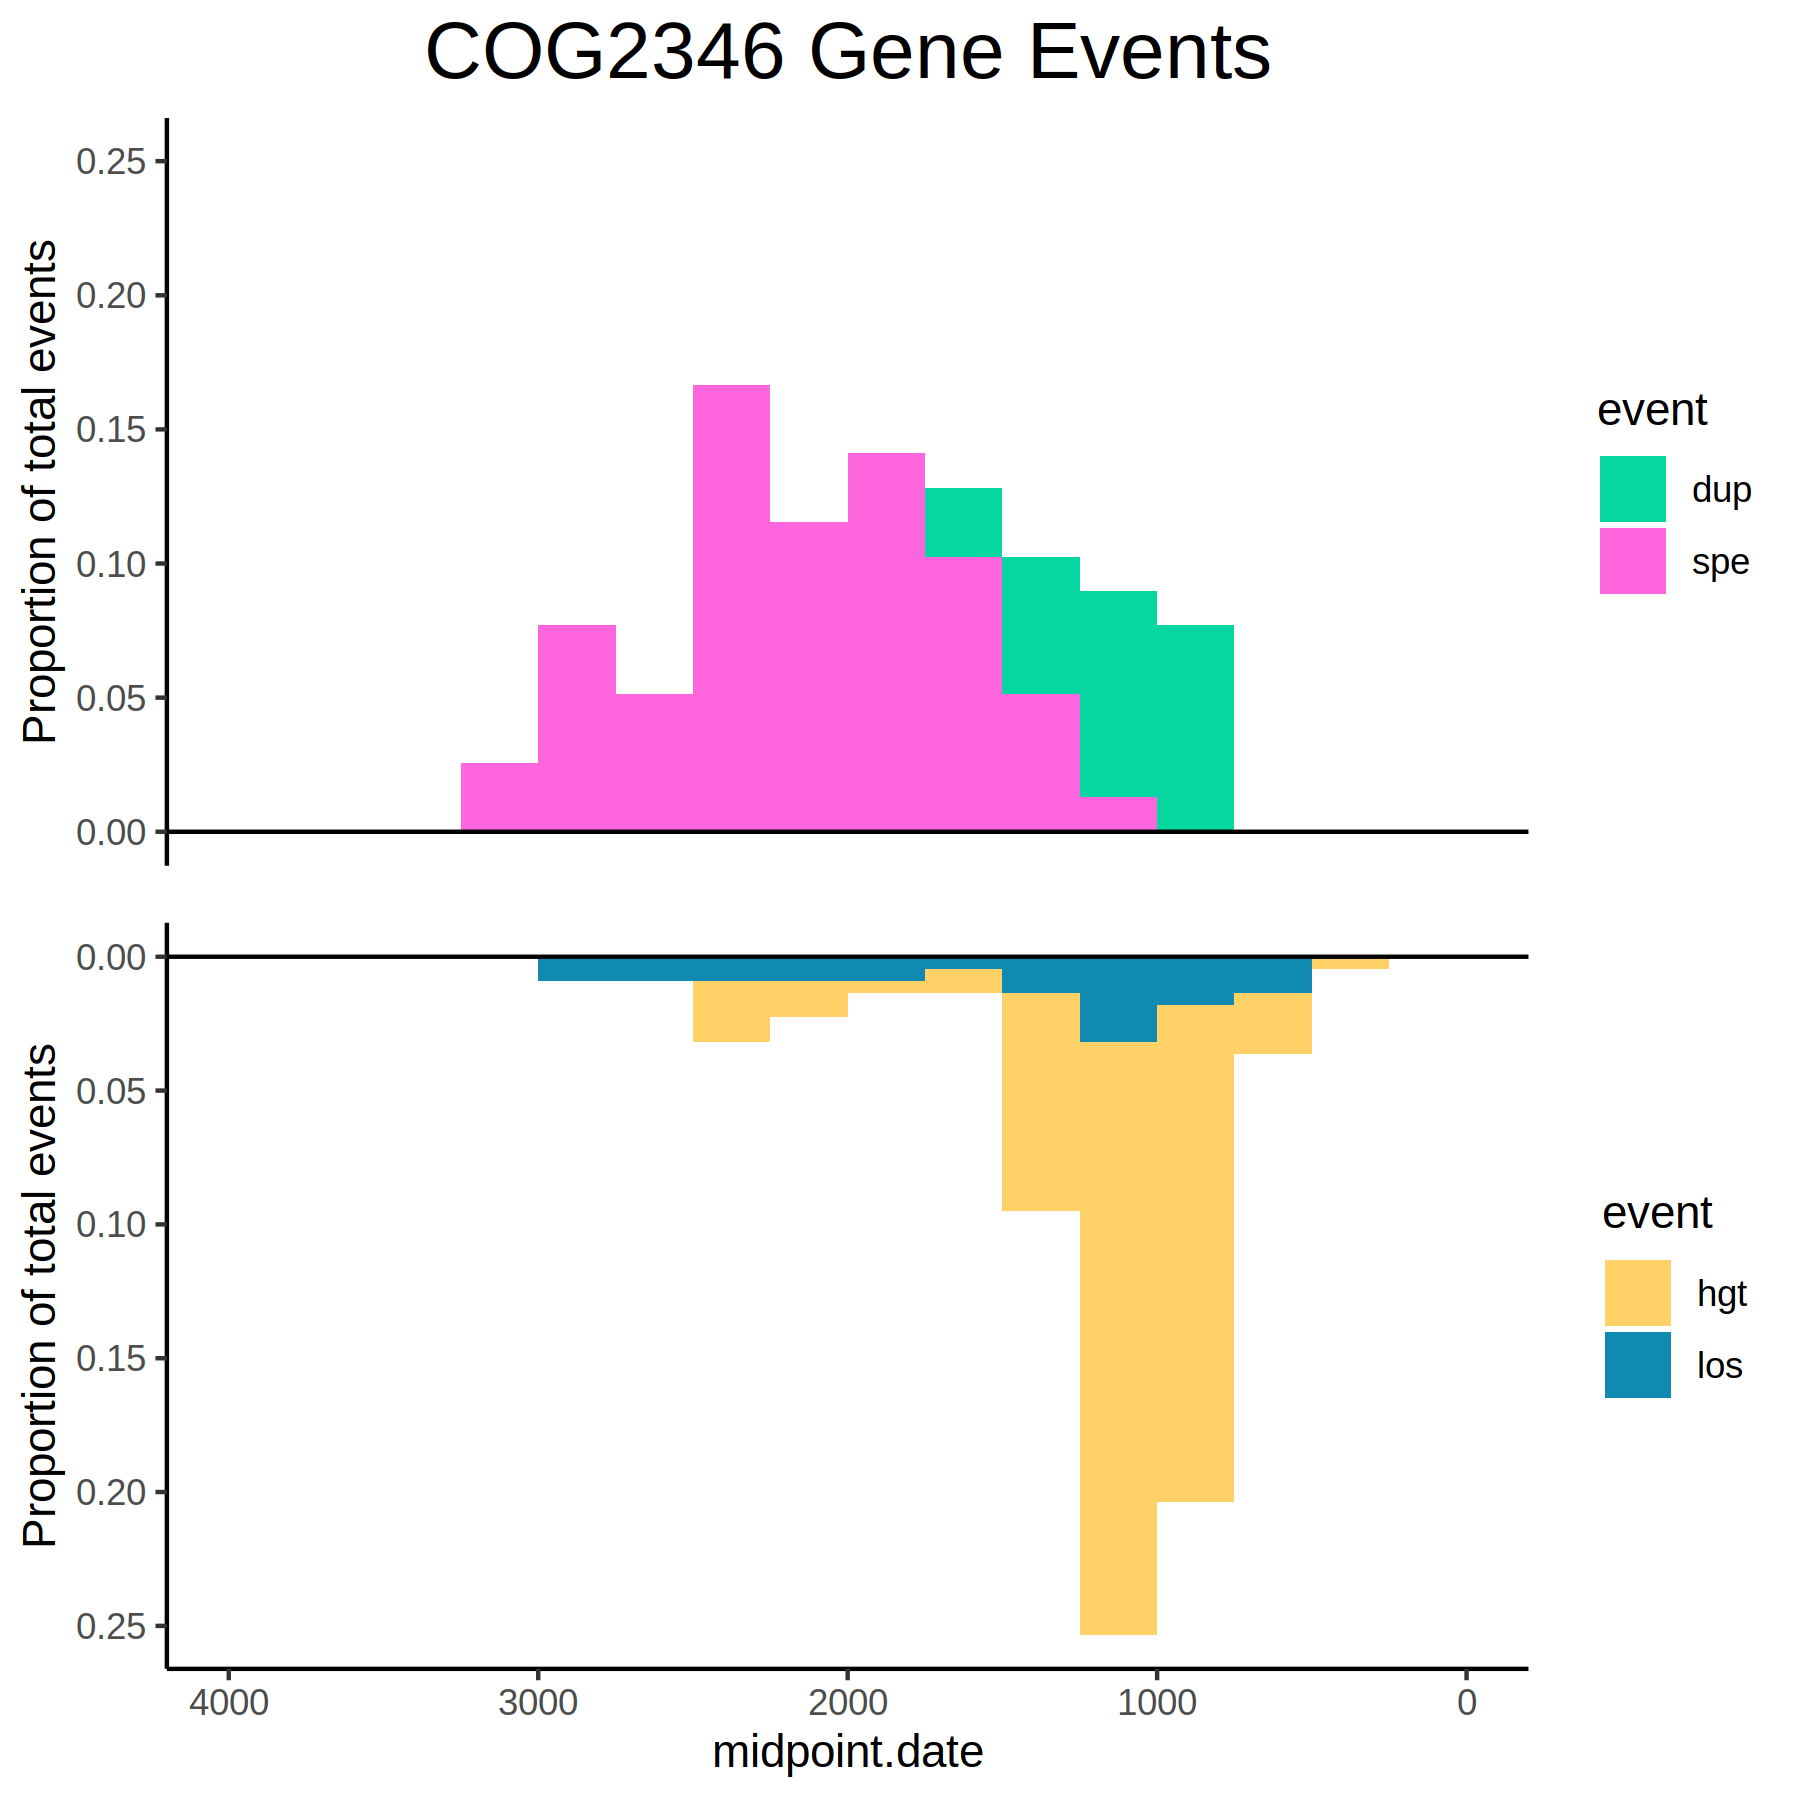 COG2346 Gene Events
Proportion of total events
0.25
0.20
0.15
0.10
0.05
0.00
event
dup
spe
Proportion of total events
0.00
0.05
0.10
0.15
0.20
0.25
event
hgt
los
4000 3000 2000 1000 0
midpoint.date